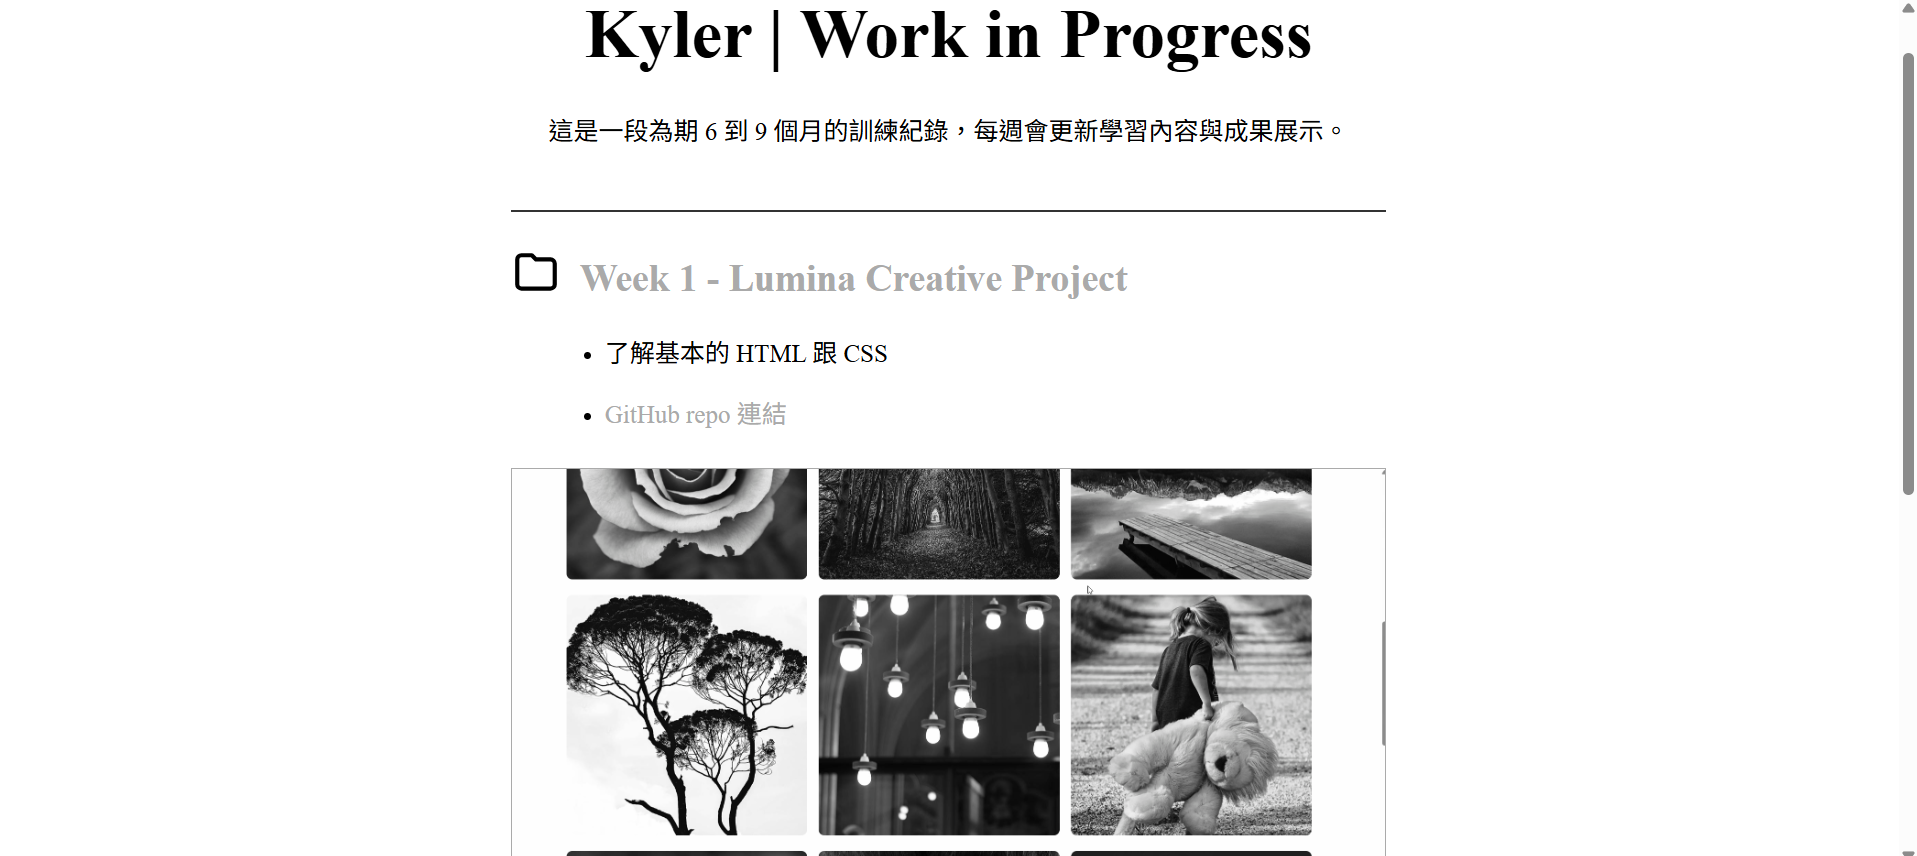 Kyler | Work in Progress
這是一段為期 6 到 9 個月的訓練紀錄，每週會更新學習內容與成果展示。
Week 1 - Lumina Creative Project
了解基本的 HTML 跟 CSS
GitHub repo 連結